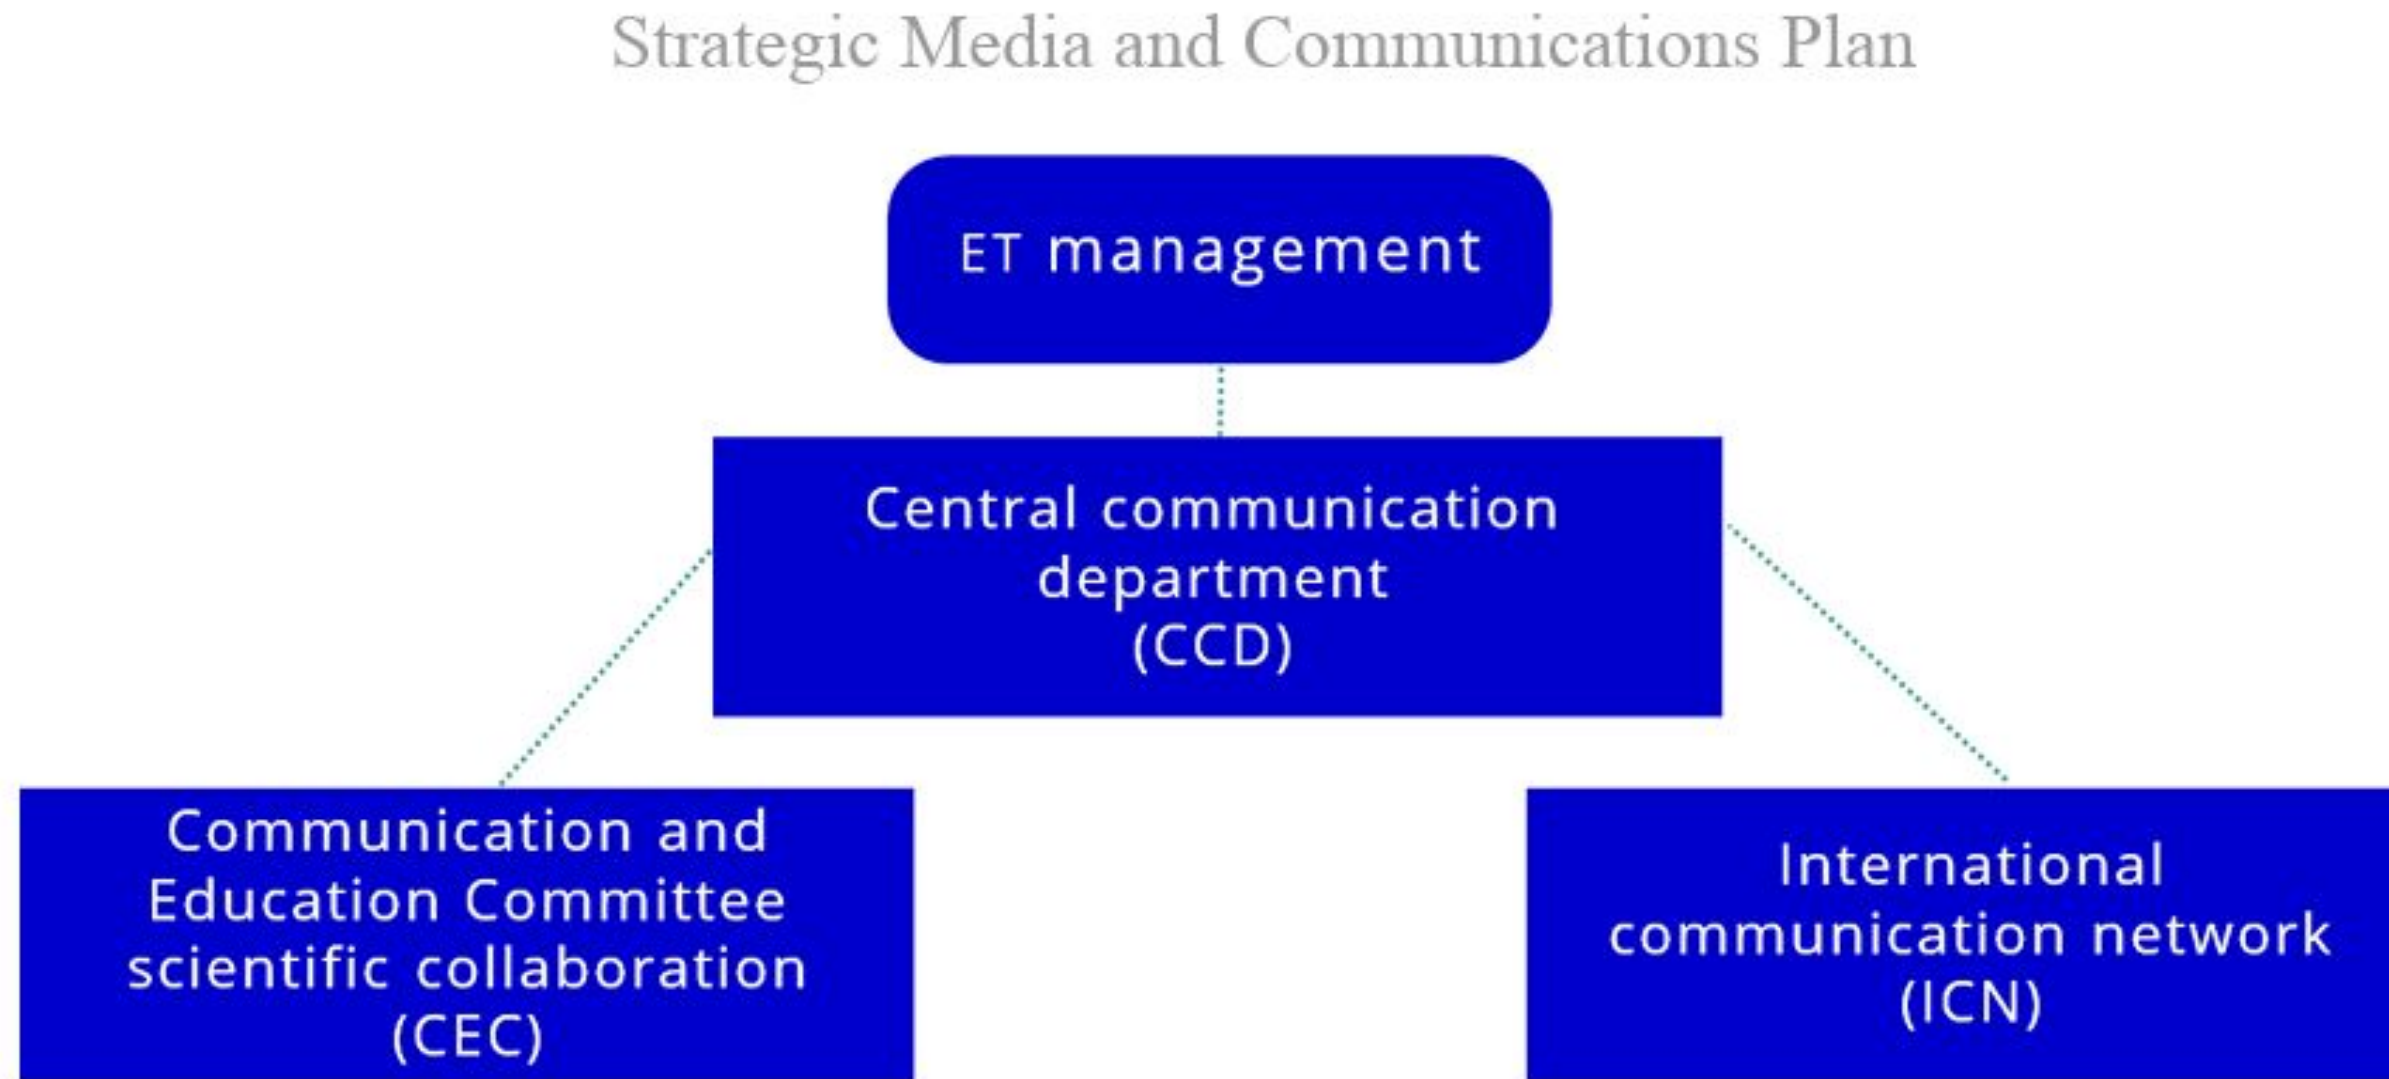 Strategic Media and Communications Plan
ET management
Central communication
department
(CCD)
Communication and
Education Committee
scientific collaboration
(CEC)
International
communication network
(ICN)